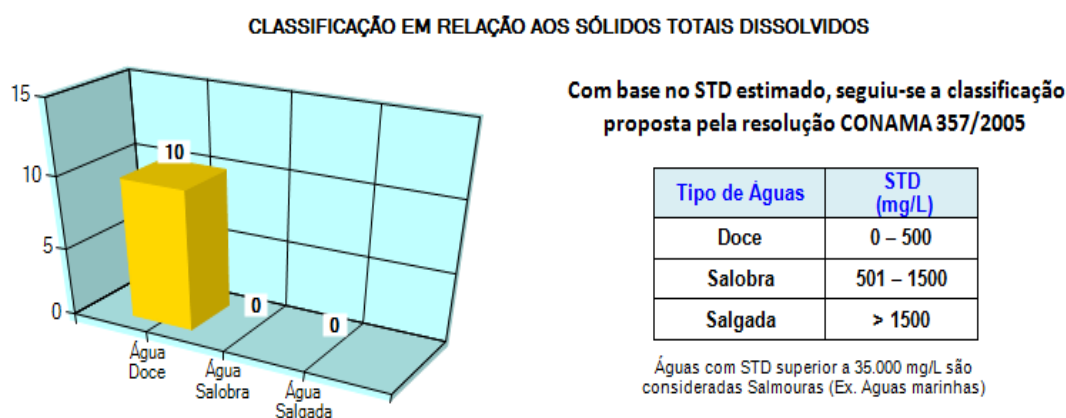 CLASSIFICAÇÃO EM RELAÇÃO AOS SÓLIDOS TOTAIS DISSOLVIDOS
15
10
5
0
10
0
0
Água
Doce
Água
Salobra
Água
Salgada
Com base no STD estimado, seguiu-se a classificação
proposta pela resolução CONAMA 357/2005
Tipo de Águas
STD
(mg/L)
Doce
0 – 500
Salobra
501 – 1500
Salgada
> 1500
Águas com STD superior a 35.000 mg/L são
consideradas Salmouras (Ex. Aguas marinhas)